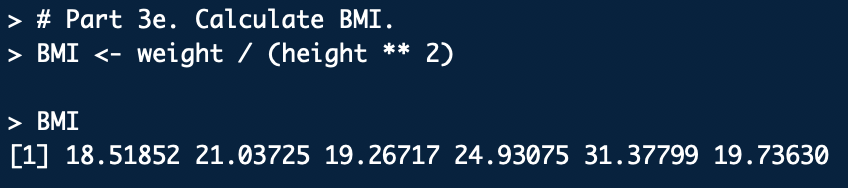 > # Part 3e. Calculate BMI.
> BMI <- weight / (height ** 2)
> BMI
[1] 18.51852 21.03725 19.26717 24.93075 31.37799 19.73630